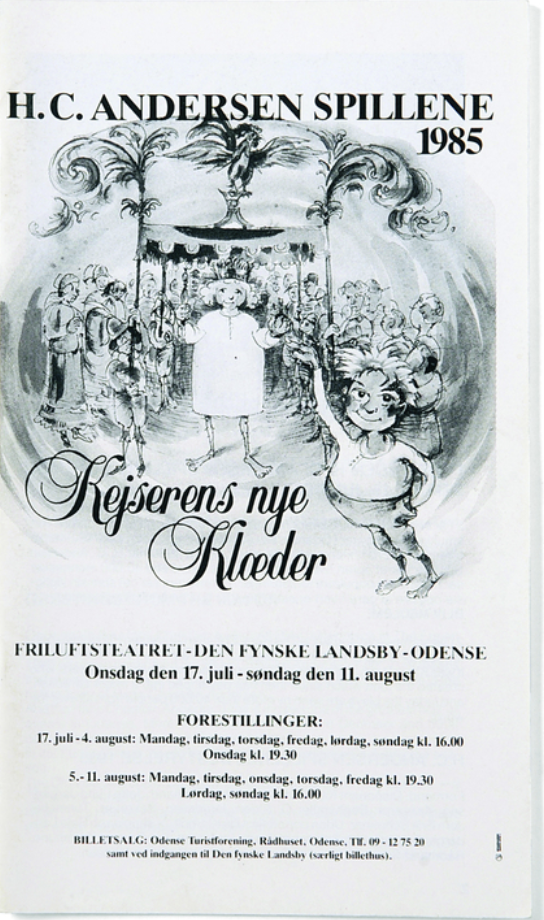 H. C. ANDERSEN SPILLENE
1985
Kejserens nye
Klæder
FRILUFTSTEATRET - DEN FYNSKE LANDSBY - ODENSE
Onsdag den 17. juli - søndag den 11. august
FORESTILLINGER:
17. juli - 4. august: Mandag, tirsdag, torsdag, fredag, lørdag, søndag kl. 16.00
Onsdag kl. 19.30
5.- 11. august: Mandag, tirsdag, onsdag, torsdag, fredag kl. 19.30
Lørdag, søndag kl. 16.00
BILLETSALG: Odense Turistforening, Rådhuset, Odense, Tlf. 09 - 12 75 20
samt ved indgangen til Den fynske Landsby (særligt billethus).